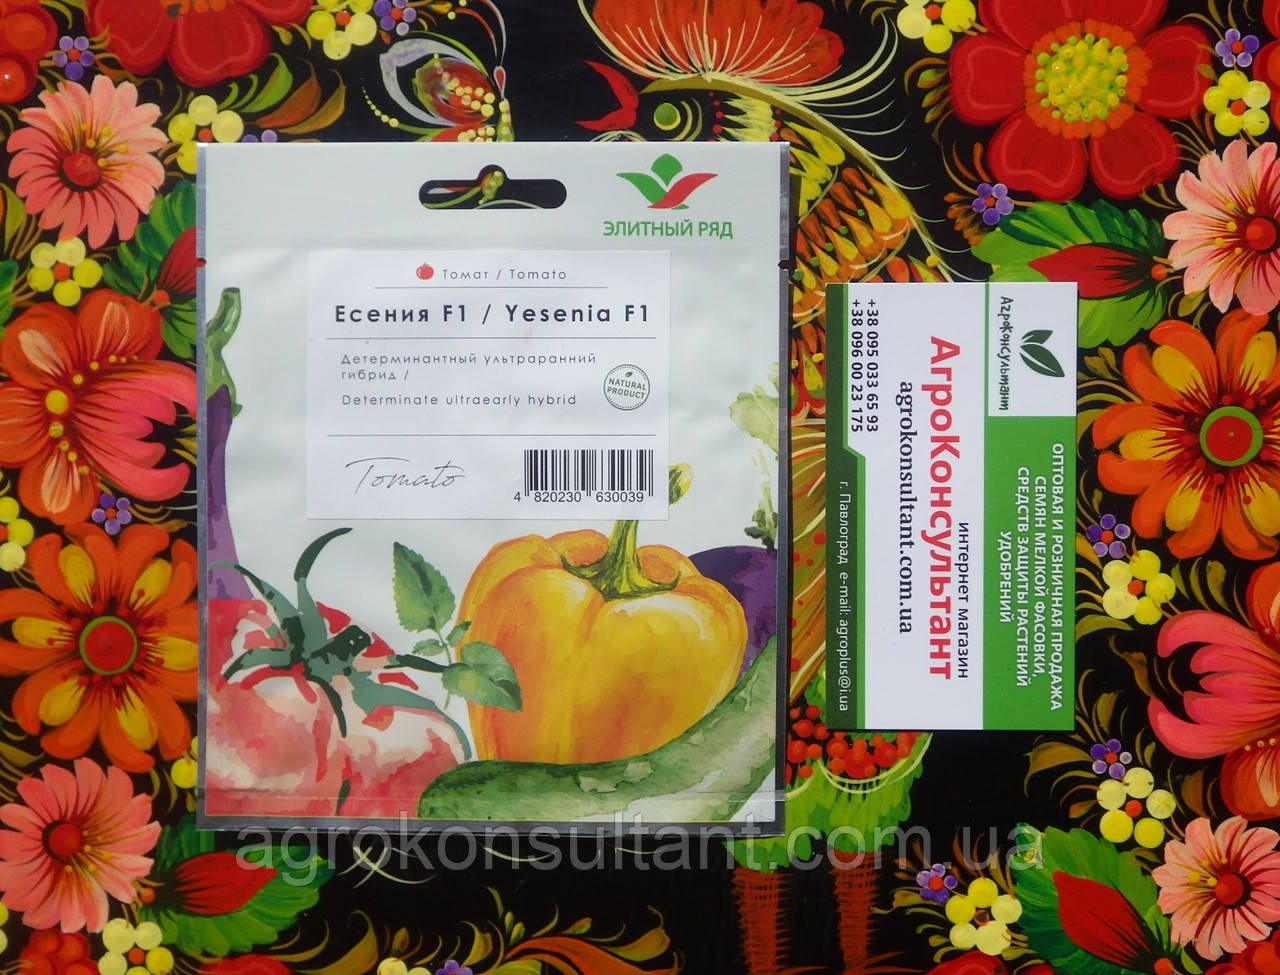 ЭЛИТНЫЙ РЯД
Томат / Tomato
Есения F1 / Yesenia F1
Детерминантный ультраранний
гибрид /
Determinate ultraearly hybrid
NATURAL
PRODUCT
Tomato
4 820230 630039
АгроКонсультант
ОПТОВАЯ И РОЗНИЧНАЯ ПРОДАЖА
СЕМЯН МЕЛКОЙ ФАСОВКИ,
СРЕДСТВ ЗАЩИТЫ РАСТЕНИЙ
УДОБРЕНИЙ
интернет магазин
АгроКонсультант
agrokonsultant.com.ua
+38 095 033 65 93
+38 096 00 23 175
г. Павлоград e-mail: agroplus@i.ua
agrokonsultant.com.ua